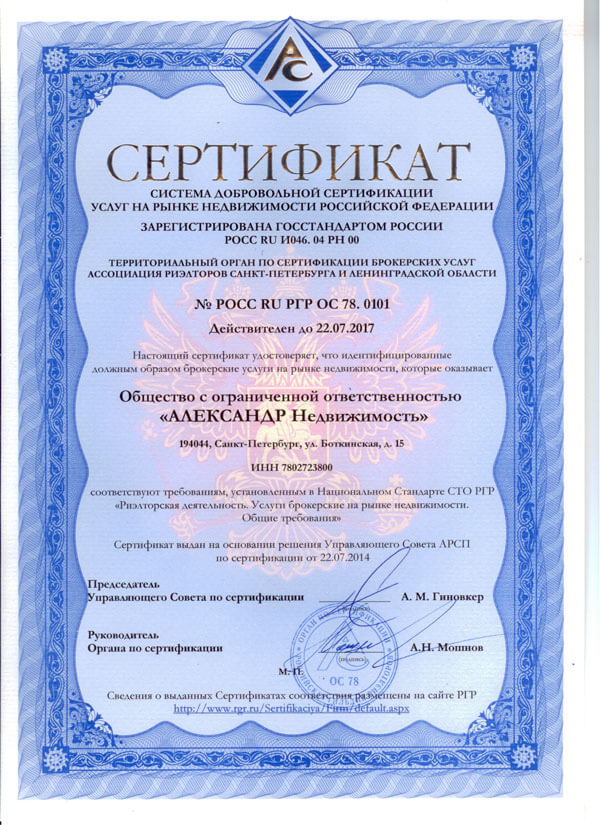 АС
СЕРТИФИКАТ
СИСТЕМА ДОБРОВОЛЬНОЙ СЕРТИФИКАЦИИ
УСЛУГ НА РЫНКЕ НЕДВИЖИМОСТИ РОССИЙСКОЙ ФЕДЕРАЦИИ
ЗАРЕГИСТРИРОВАНА ГОССТАНДАРТОМ РОССИИ
РОСС RU И046. 04 РН 00
ТЕРРИТОРИАЛЬНЫЙ ОРГАН ПО СЕРТИФИКАЦИИ БРОКЕРСКИХ УСЛУГ
АССОЦИАЦИЯ РИЭЛТОРОВ САНКТ-ПЕТЕРБУРГА И ЛЕНИНГРАДСКОЙ ОБЛАСТИ
№ РОСС RU РГР ОС 78. 0101
Действителен до 22.07.2017
Настоящий сертификат удостоверяет, что идентифицированные
должным образом брокерские услуги на рынке недвижимости, которые оказывает
Общество с ограниченной ответственностью
«АЛЕКСАНДР Недвижимость»
194044, Санкт-Петербург, ул. Боткинская, д. 15
ИНН 7802723800
соответствуют требованиям, установленным в Национальном Стандарте СТО РГР
«Риэлторская деятельность. Услуги брокерские на рынке недвижимости.
Общие требования»
Сертификат выдан на основании решения Управляющего Совета АРСП
по сертификации от 22.07.2014
Председатель
Управляющего Совета по сертификации А. М. Гиновкер
(подпись)
Руководитель
Органа по сертификации А.Н. Мошнов
(подпись)
М. П.
ОС 78
Сведения о выданных Сертификатах соответствия размещены на сайте РГР
http://www.rgr.ru/Sertifikaciya/Firm/default.aspx